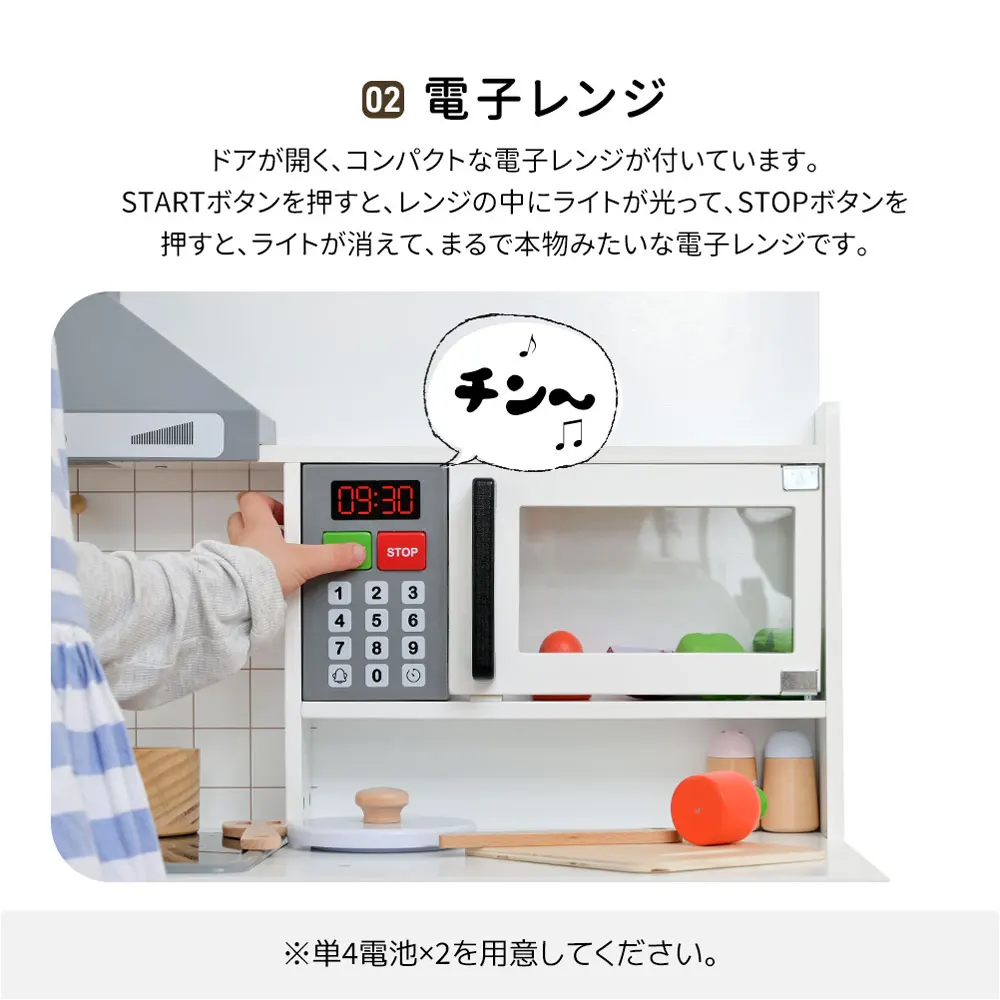 02 電子レンジ
ドアが開く、コンパクトな電子レンジが付いています。
STARTボタンを押すと、レンジの中にライトが光って、STOPボタンを
押すと、ライトが消えて、まるで本物みたいな電子レンジです。
チン〜
09:30
STOP
1 2 3
4 5 6
7 8 9
0
※単4電池×2を用意してください。